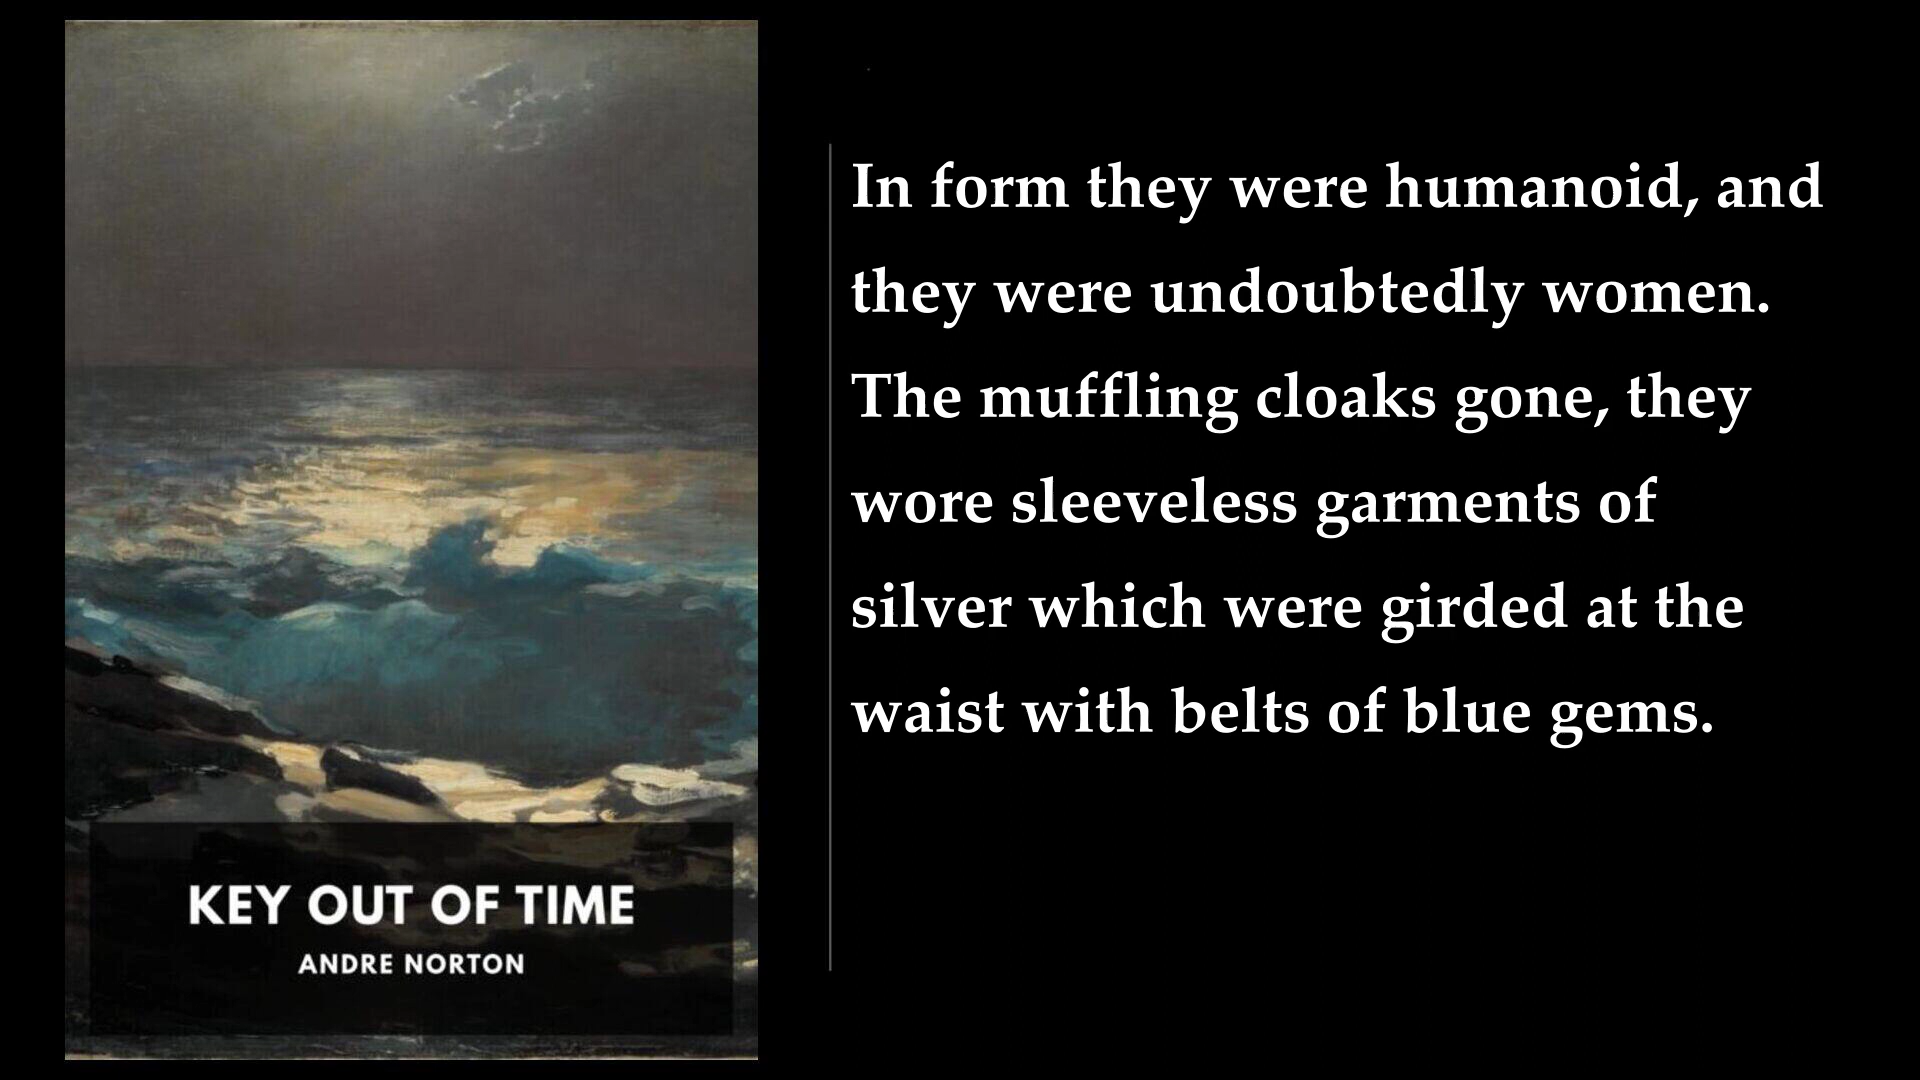 In form they were humanoid, and
they were undoubtedly women.
The muffling cloaks gone, they
wore sleeveless garments of
silver which were girded at the
waist with belts of blue gems.
KEY OUT OF TIME
ANDRE NORTON